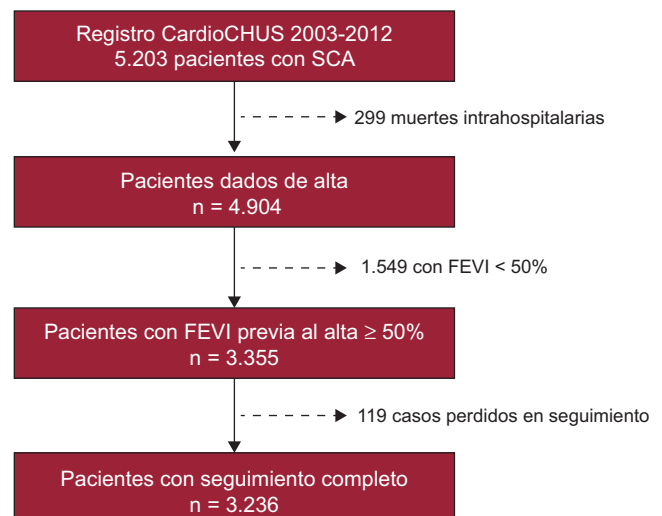 Registro CardioCHUS 2003-2012
5.203 pacientes con SCA
299 muertes intrahospitalarias
Pacientes dados de alta
n = 4.904
1.549 con FEVI < 50%
Pacientes con FEVI previa al alta ≥ 50%
n = 3.355
119 casos perdidos en seguimiento
Pacientes con seguimiento completo
n = 3.236